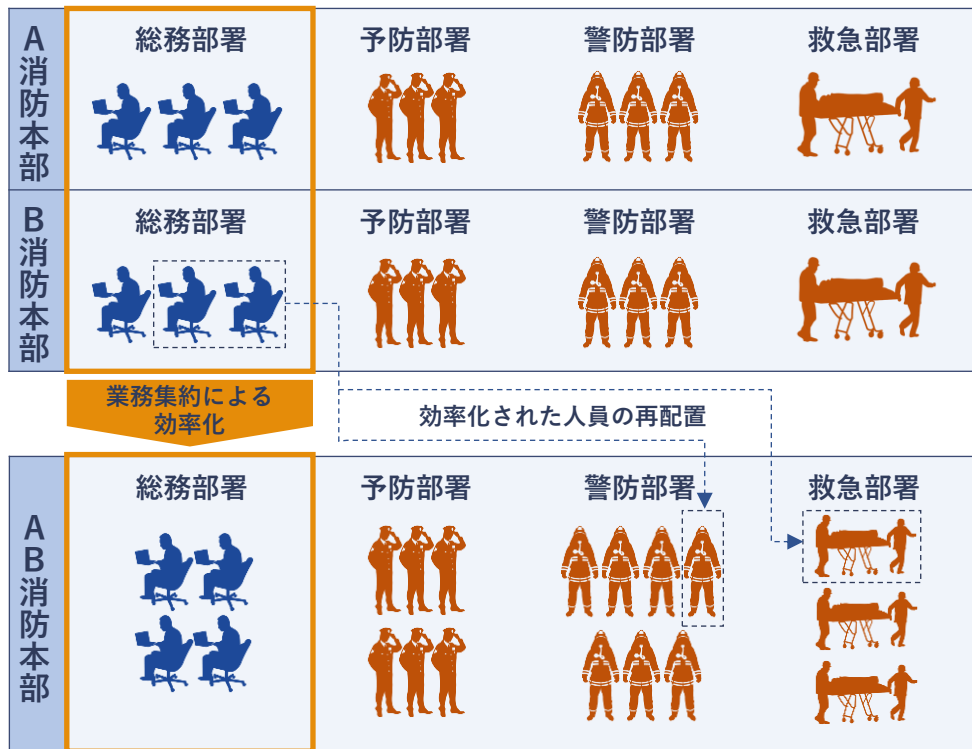 A消防本部
総務部署
予防部署
警防部署
救急部署
B消防本部
総務部署
予防部署
警防部署
救急部署
業務集約による
効率化
効率化された人員の再配置
AB消防本部
総務部署
予防部署
警防部署
救急部署